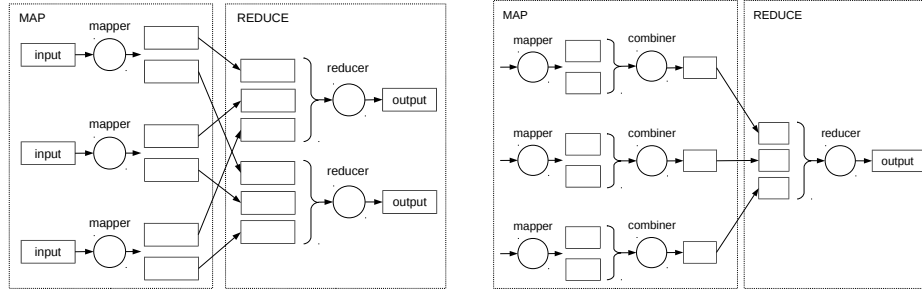 MAP
REDUCE
mapper
input
reducer
output
mapper
input
reducer
output
mapper
input
MAP
REDUCE
mapper
combiner
mapper
combiner
reducer
output
mapper
combiner